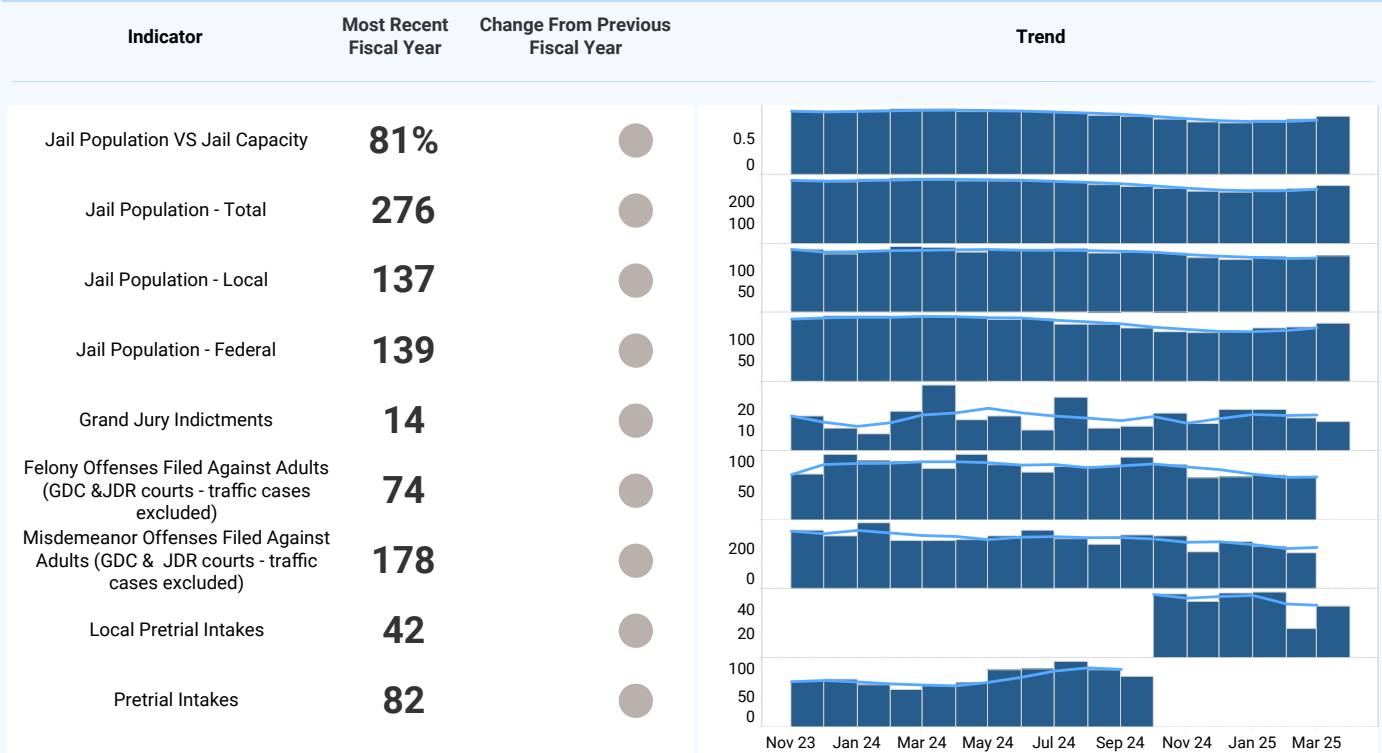 Indicator
Most Recent
Fiscal Year
Change From Previous
Fiscal Year
Trend
Jail Population VS Jail Capacity
81%
0.5
0
Jail Population - Total
276
200
100
Jail Population - Local
137
100
50
Jail Population - Federal
139
100
50
Grand Jury Indictments
14
20
10
Felony Offenses Filed Against Adults
(GDC &JDR courts - traffic cases
excluded)
74
100
50
Misdemeanor Offenses Filed Against
Adults (GDC & JDR courts - traffic
cases excluded)
178
200
0
Local Pretrial Intakes
42
40
20
Pretrial Intakes
82
100
50
0
Nov 23 Jan 24 Mar 24 May 24 Jul 24 Sep 24 Nov 24 Jan 25 Mar 25